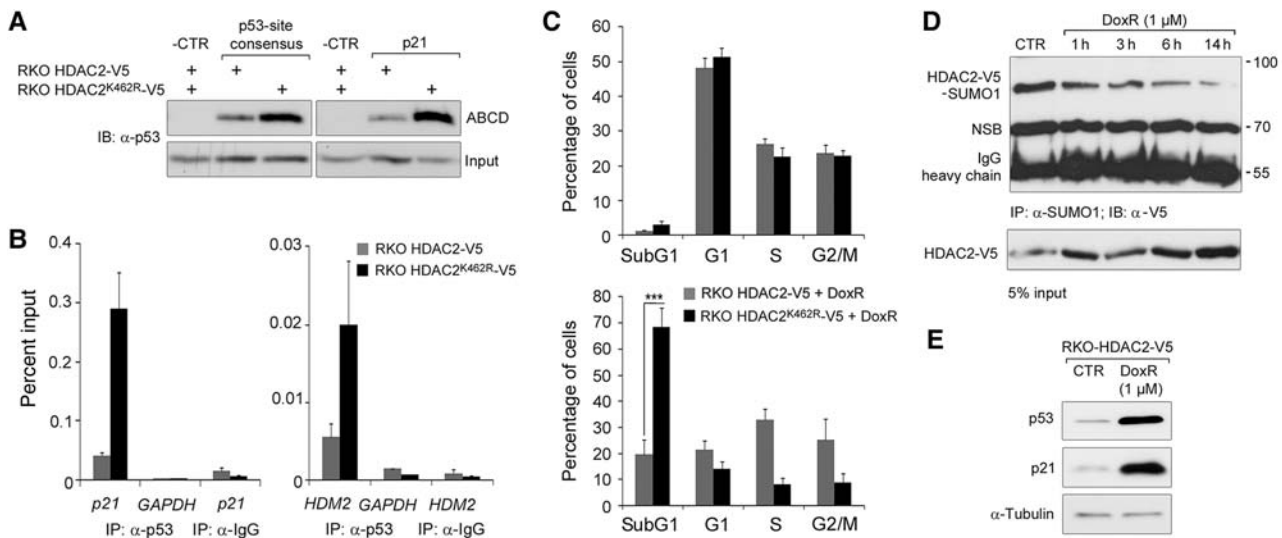 A
-CTR
p53-site
consensus
-CTR
p21
RKO HDAC2-V5
+ + + +
RKO HDAC2K462R-V5
+ + + +
IB: α-p53
ABCD
Input
B
Percent input
0.4
0.3
0.2
0.1
0
p21
GAPDH
p21
IP: α-p53
IP: α-IgG
0.03
0.02
0.01
0
RKO HDAC2-V5
RKO HDAC2K462R-V5
HDM2
GAPDH
HDM2
IP: α-p53
IP: α-IgG
C
Percentage of cells
60
50
40
30
20
10
0
SubG1
G1
S
G2/M
Percentage of cells
80
70
60
50
40
30
20
10
0
***
RKO HDAC2-V5 + DoxR
RKO HDAC2K462R-V5 + DoxR
SubG1
G1
S
G2/M
D
DoxR (1 µM)
CTR
1 h
3 h
6 h
14 h
HDAC2-V5
-SUMO1
NSB
IgG
heavy chain
- 100
- 70
- 55
IP: α-SUMO1; IB: α-V5
HDAC2-V5
5% input
E
RKO-HDAC2-V5
CTR
DoxR
(1 µM)
p53
p21
α-Tubulin